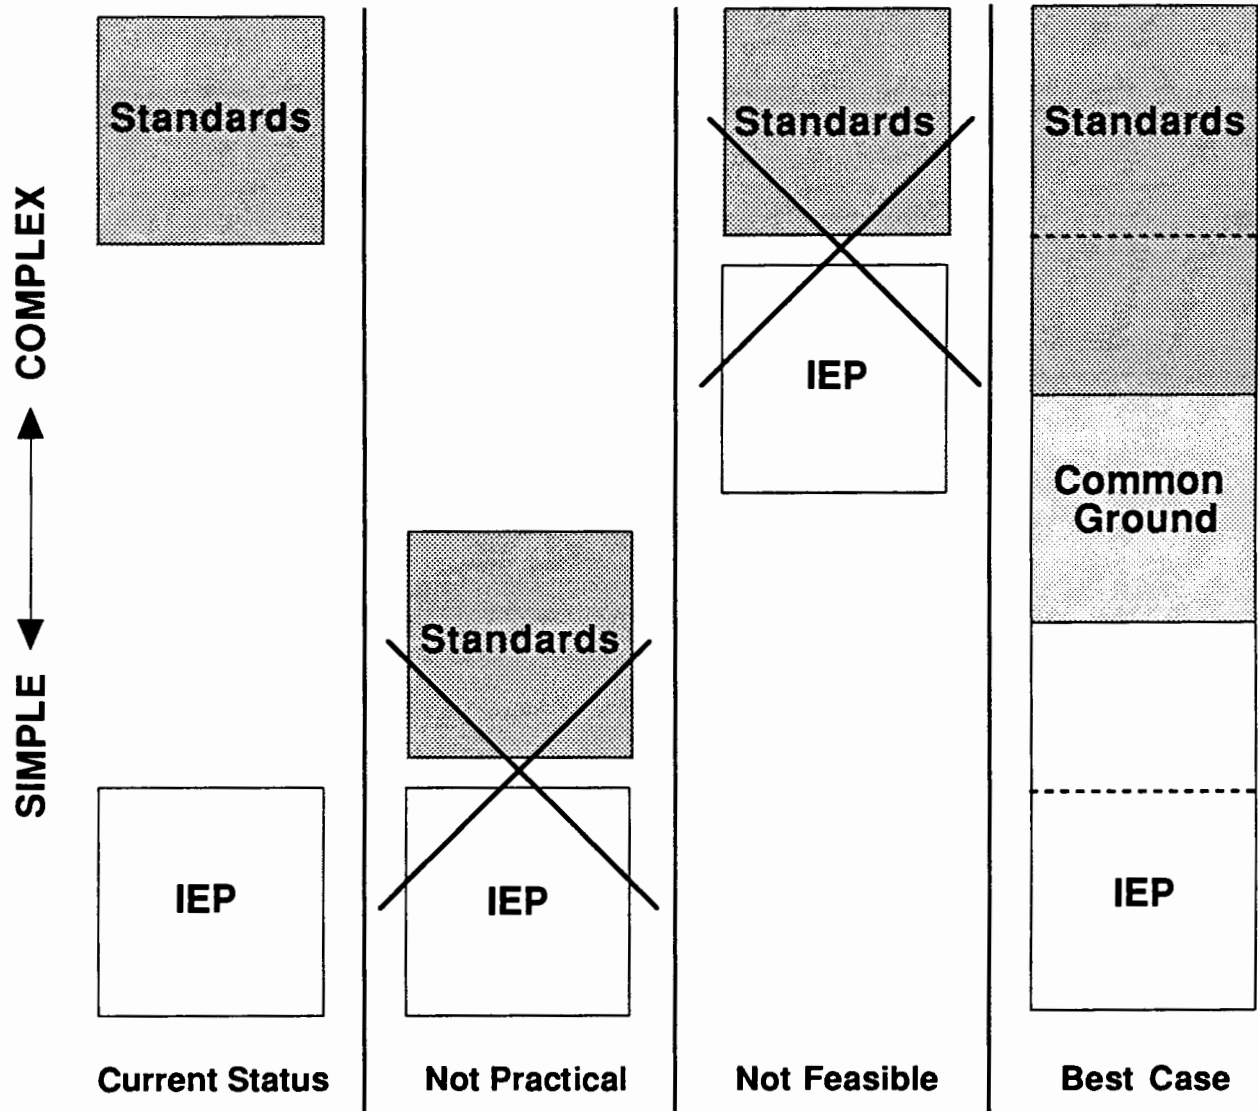 COMPLEX
SIMPLE
Standards
IEP
Current Status
Standards
IEP
Not Practical
Standards
IEP
Not Feasible
Standards
Common
Ground
IEP
Best Case